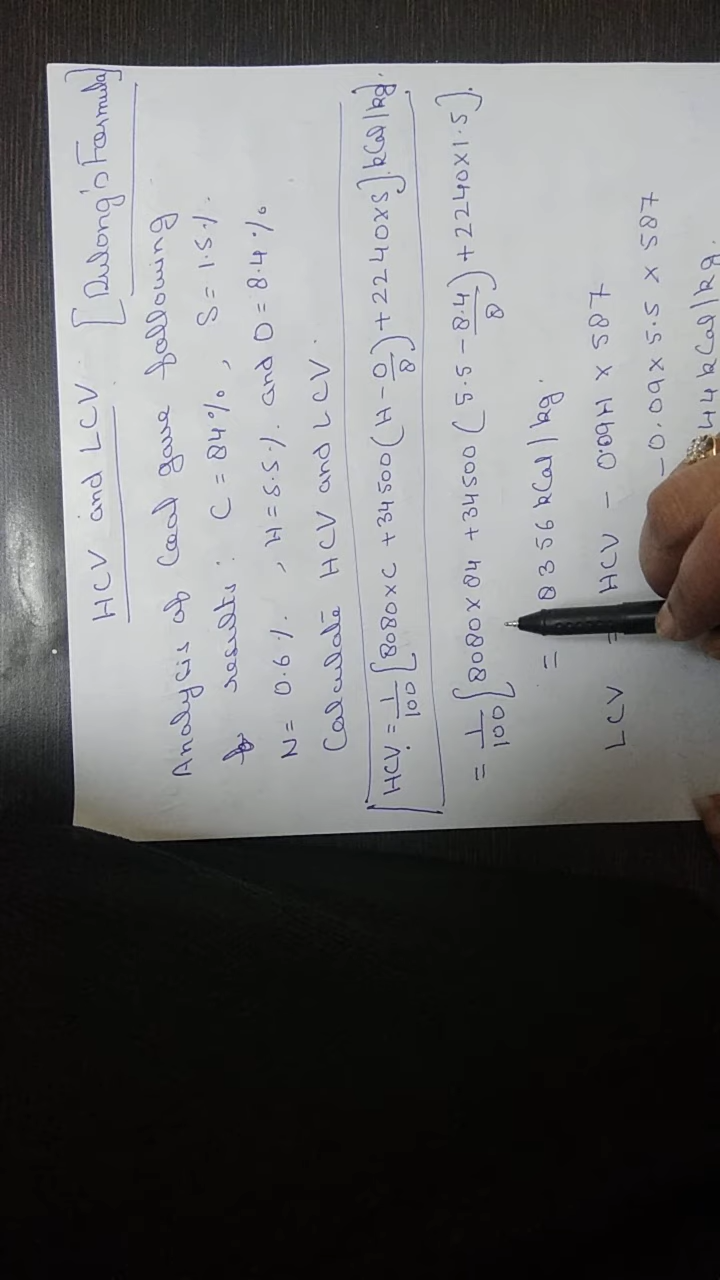 HCV and LCV. [Dulong's Formula]
Analysis of Coal gave following
results: C = 84%, S = 1.5%.
N = 0.6%, H = 5.5% and O = 8.4%
Calculate HCV and LCV.
HCV = 1/100 [8080×C + 34500 (H - O/8) + 2240×S] kCal/kg.
= 1/100 [8080×84 + 34500 (5.5 - 8.4/8) + 2240×1.5].
= 8356 kCal/kg.
LCV = HCV - 0.09H × 587
- 0.09×5.5 × 587
44 kCal/kg.